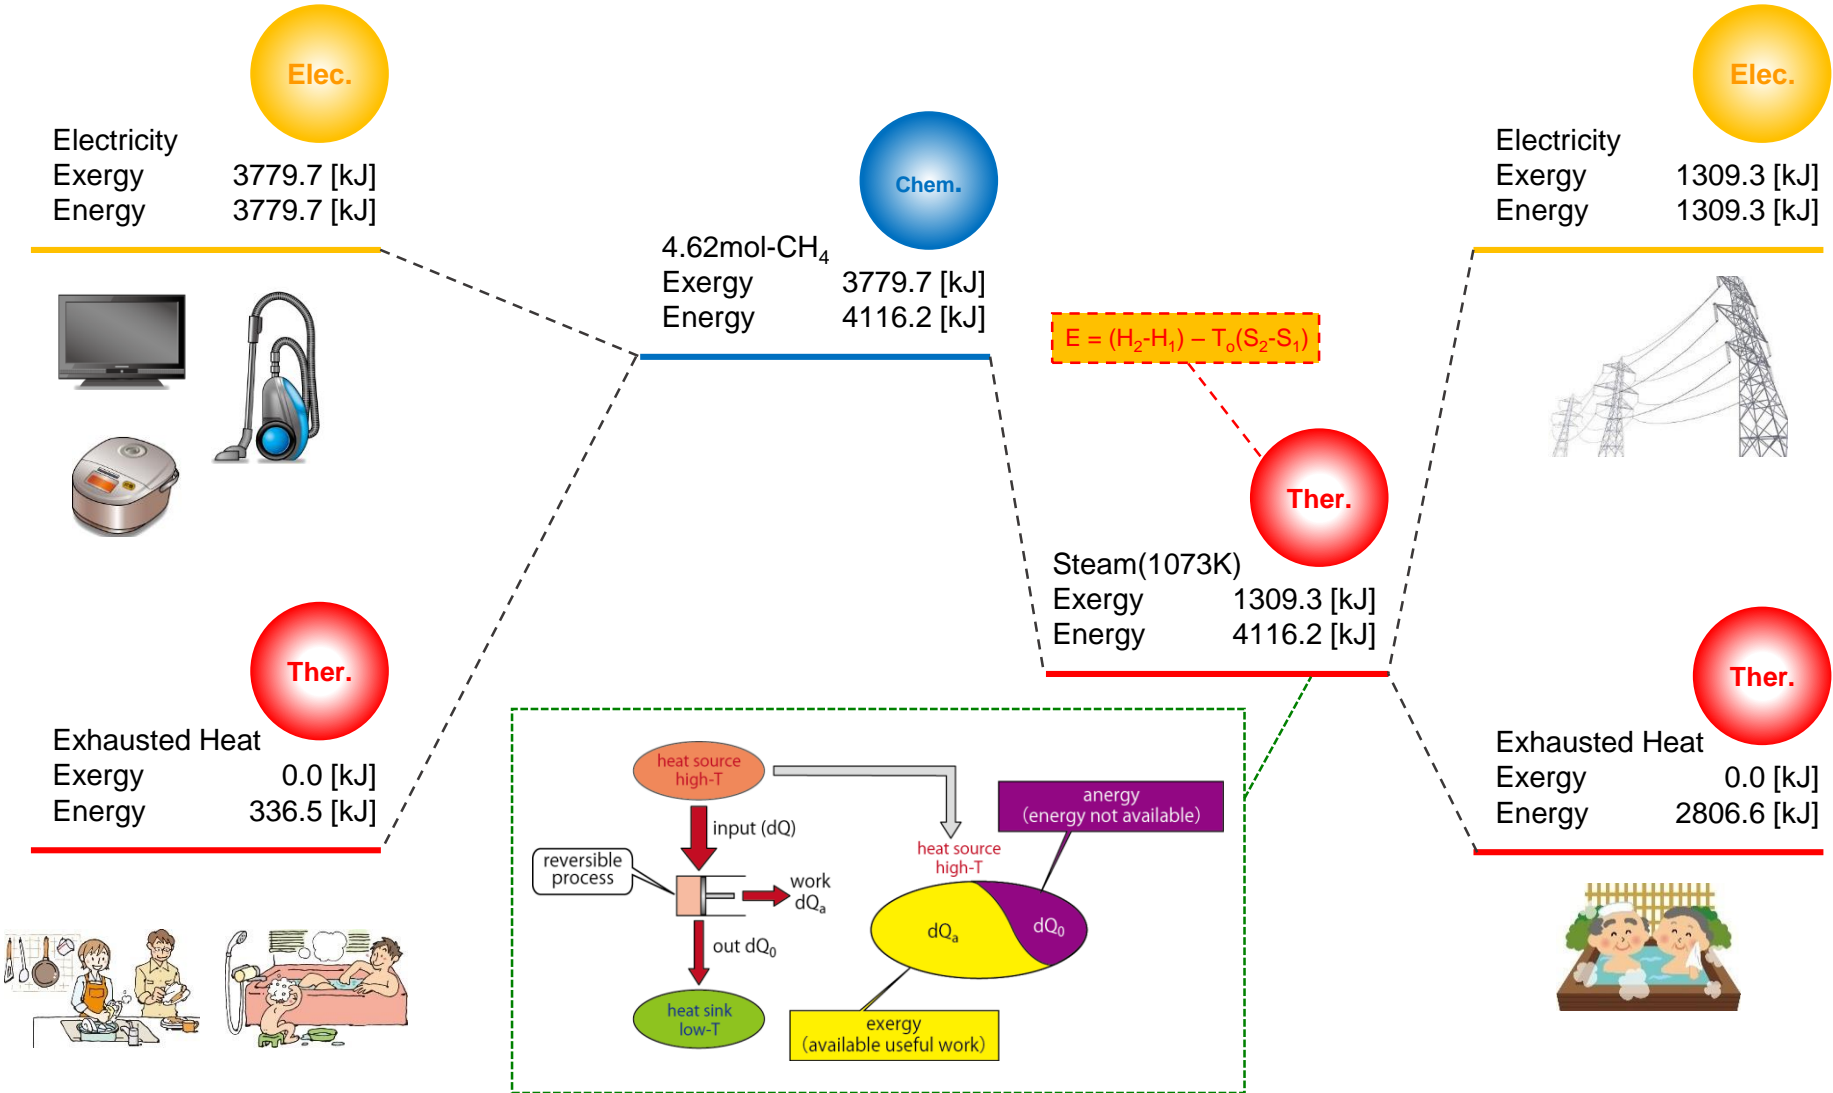 Elec.
Electricity
Exergy 3779.7 [kJ]
Energy 3779.7 [kJ]
Chem.
4.62mol-CH₄
Exergy 3779.7 [kJ]
Energy 4116.2 [kJ]
E = (H₂-H₁) – Tₒ(S₂-S₁)
Ther.
Steam(1073K)
Exergy 1309.3 [kJ]
Energy 4116.2 [kJ]
Elec.
Electricity
Exergy 1309.3 [kJ]
Energy 1309.3 [kJ]
Ther.
Exhausted Heat
Exergy 0.0 [kJ]
Energy 336.5 [kJ]
Ther.
Exhausted Heat
Exergy 0.0 [kJ]
Energy 2806.6 [kJ]
heat source
high-T
input (dQ)
reversible
process
work
dQₐ
out dQ₀
heat sink
low-T
anergy
(energy not available)
heat source
high-T
dQₐ
dQ₀
exergy
(available useful work)